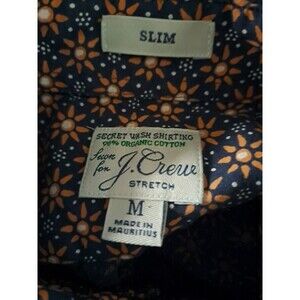 SLIM
SECRET WASH SHIRTING
100% ORGANIC COTTON
Sewn
for J.Crew
STRETCH
M
MADE IN
MAURITIUS